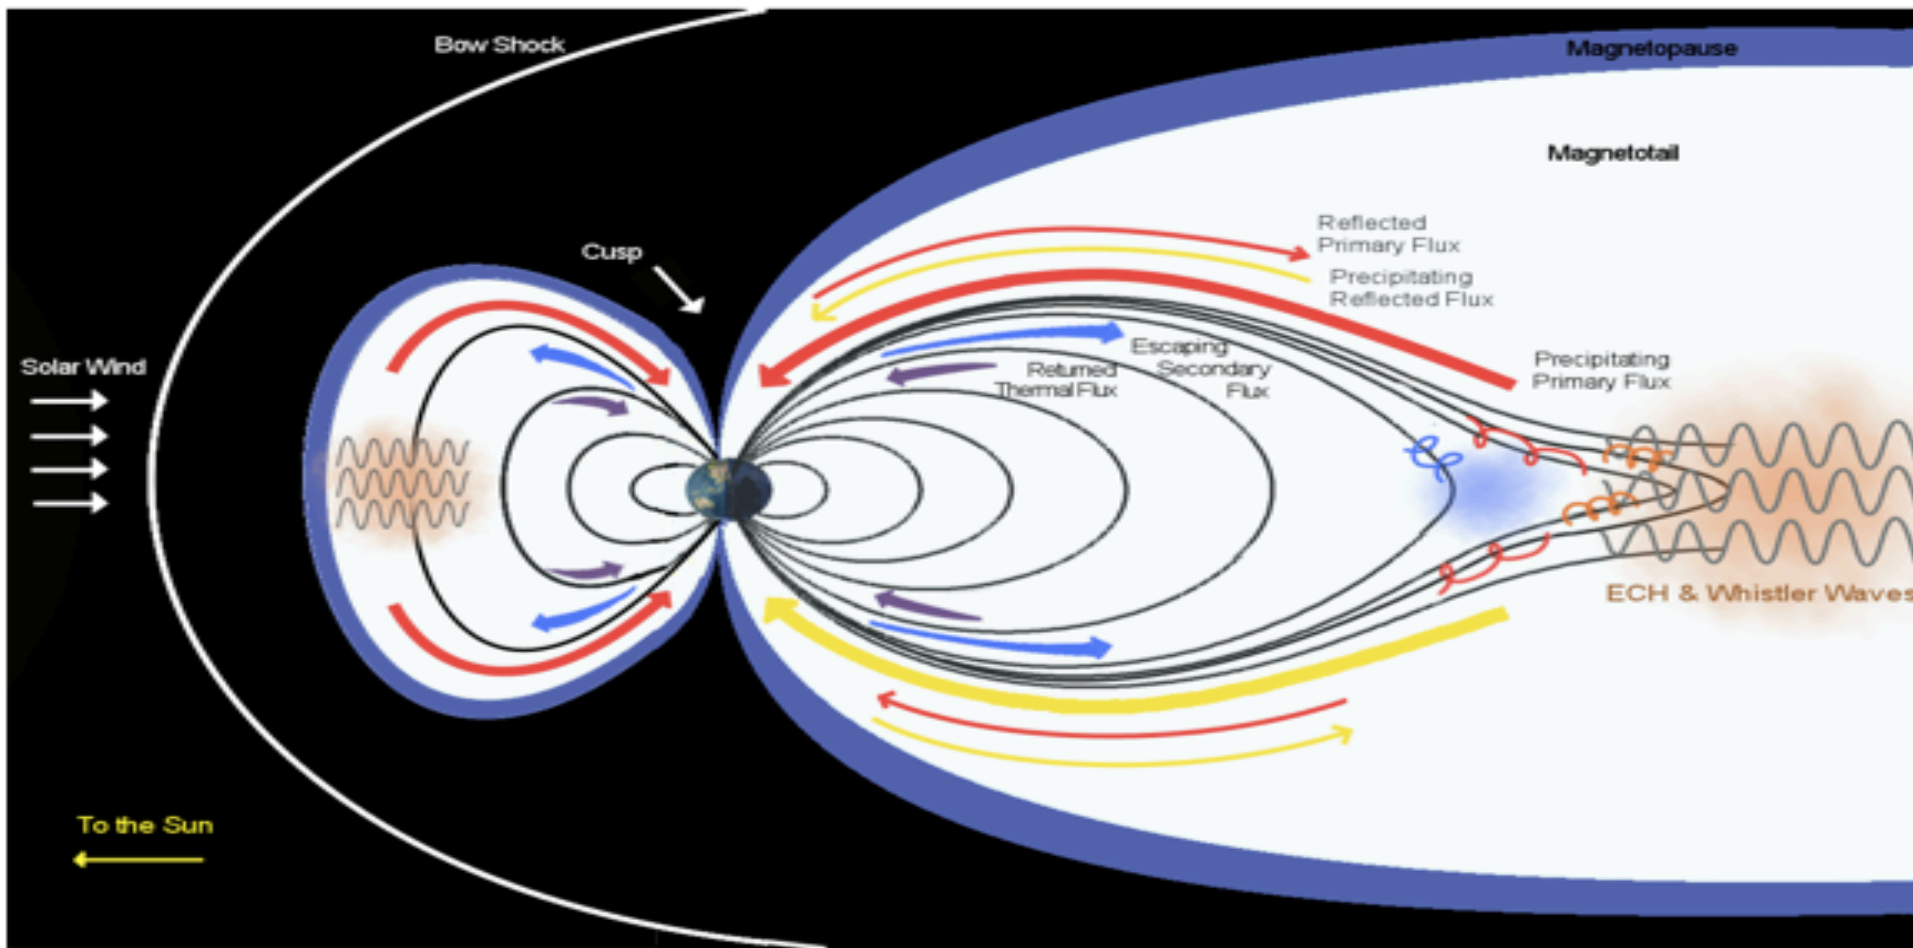 Bow Shock
Magnetopause
Magnetotail
Reflected
Primary Flux
Cusp
Precipitating
Reflected Flux
Solar Wind
Escaping
Secondary
Flux
Returned
Thermal Flux
Precipitating
Primary Flux
ECH & Whistler Waves
To the Sun